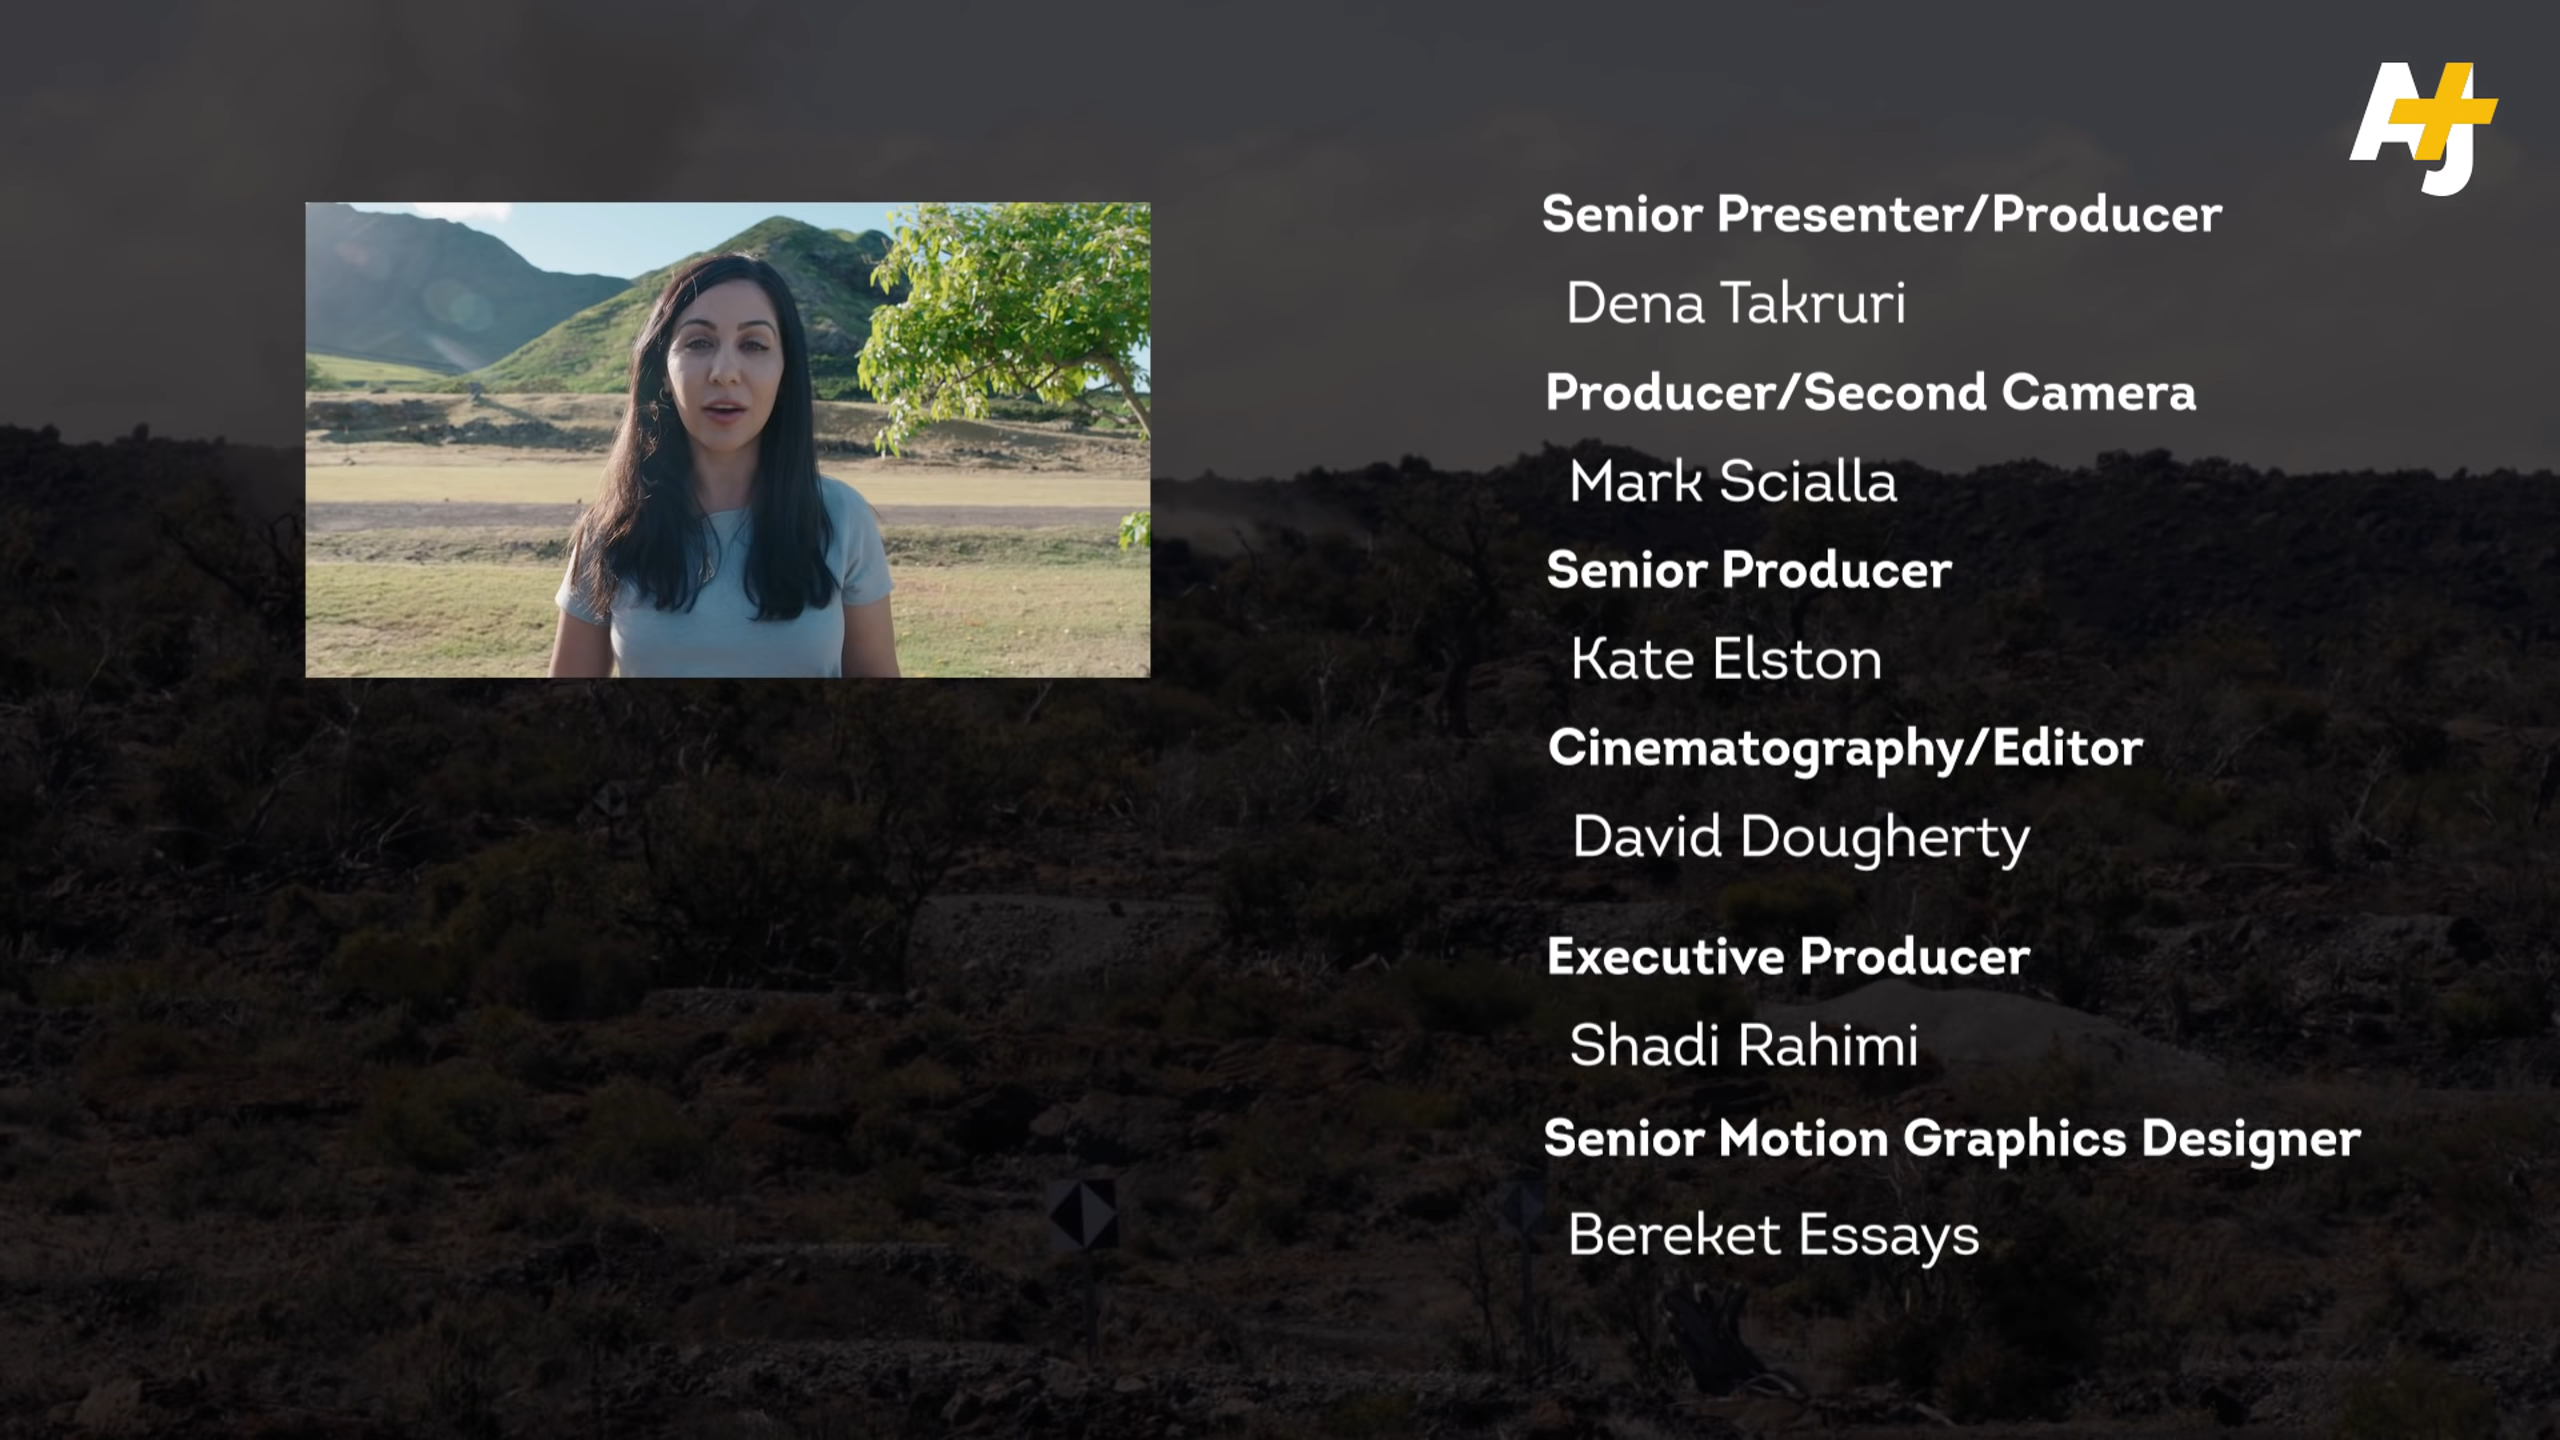 AJ+
Senior Presenter/Producer
Dena Takruri
Producer/Second Camera
Mark Scialla
Senior Producer
Kate Elston
Cinematography/Editor
David Dougherty
Executive Producer
Shadi Rahimi
Senior Motion Graphics Designer
Bereket Essays